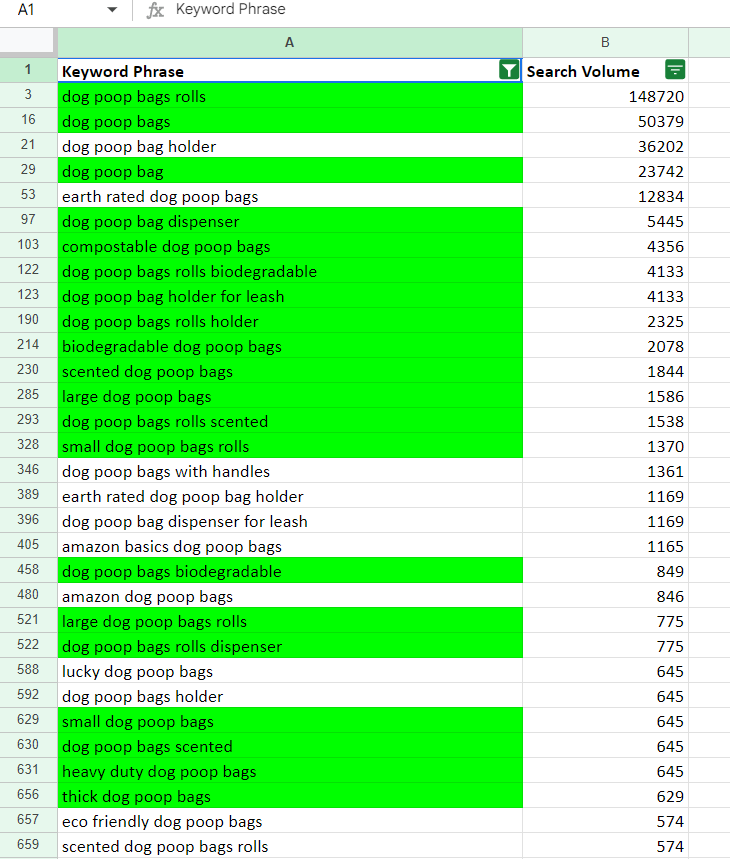 A1 fx Keyword Phrase
A B
1 Keyword Phrase Search Volume
3 dog poop bags rolls 148720
16 dog poop bags 50379
21 dog poop bag holder 36202
29 dog poop bag 23742
53 earth rated dog poop bags 12834
97 dog poop bag dispenser 5445
103 compostable dog poop bags 4356
122 dog poop bags rolls biodegradable 4133
123 dog poop bag holder for leash 4133
190 dog poop bags rolls holder 2325
214 biodegradable dog poop bags 2078
230 scented dog poop bags 1844
285 large dog poop bags 1586
293 dog poop bags rolls scented 1538
328 small dog poop bags rolls 1370
346 dog poop bags with handles 1361
389 earth rated dog poop bag holder 1169
396 dog poop bag dispenser for leash 1169
405 amazon basics dog poop bags 1165
458 dog poop bags biodegradable 849
480 amazon dog poop bags 846
521 large dog poop bags rolls 775
522 dog poop bags rolls dispenser 775
588 lucky dog poop bags 645
592 dog poop bags holder 645
629 small dog poop bags 645
630 dog poop bags scented 645
631 heavy duty dog poop bags 645
656 thick dog poop bags 629
657 eco friendly dog poop bags 574
659 scented dog poop bags rolls 574